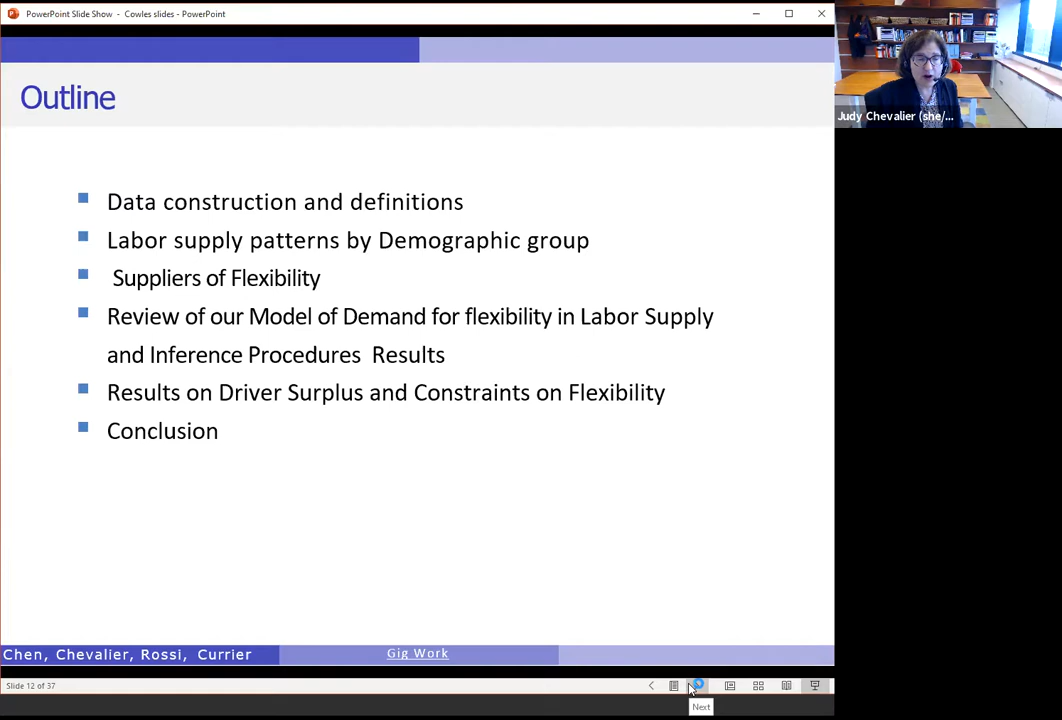 PowerPoint Slide Show - Cowles slides - PowerPoint
Outline
Data construction and definitions
Labor supply patterns by Demographic group
Suppliers of Flexibility
Review of our Model of Demand for flexibility in Labor Supply
and Inference Procedures Results
Results on Driver Surplus and Constraints on Flexibility
Conclusion
Chen, Chevalier, Rossi, Currier
Gig Work
Slide 12 of 37
Next
Judy Chevalier (she/...